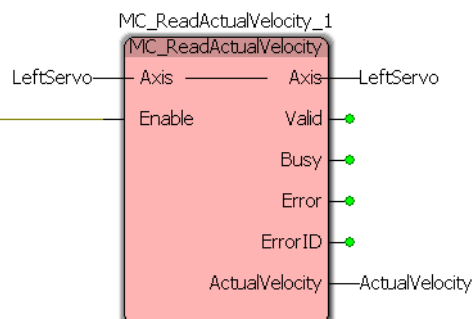 MC_ReadActualVelocity_1
MC_ReadActualVelocity
LeftServo Axis Axis LeftServo
Enable Valid
Busy
Error
ErrorID
ActualVelocity ActualVelocity